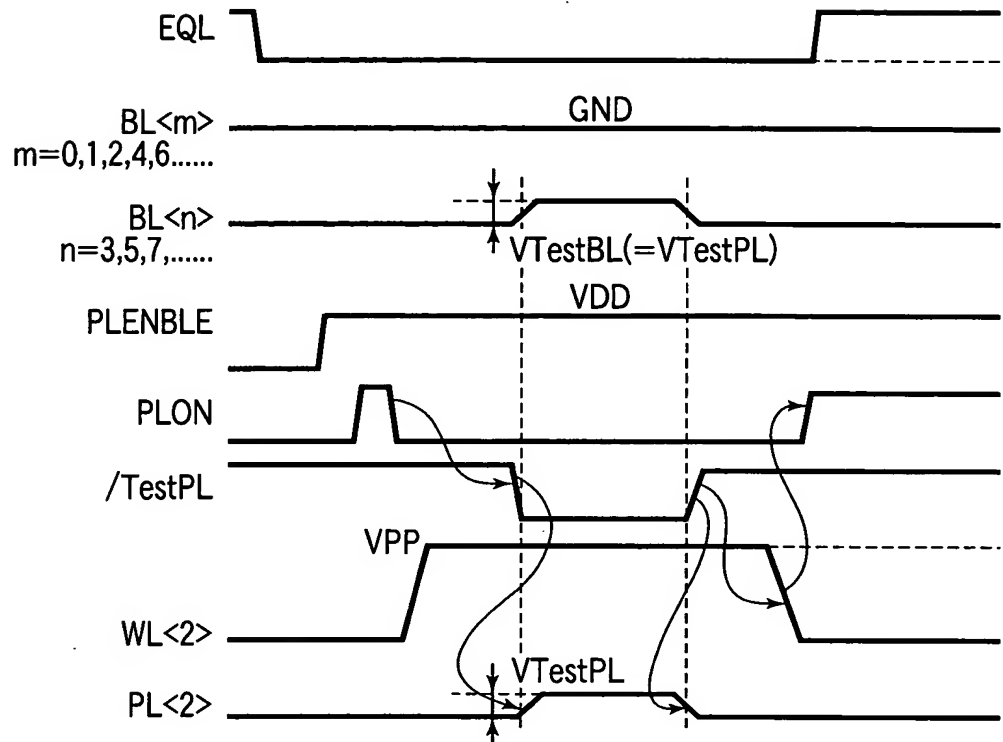 EQL
BL<m>
m=0,1,2,4,6......
GND
BL<n>
n=3,5,7,......
VTestBL(=VTestPL)
PLENBLE
VDD
PLON
/TestPL
VPP
WL<2>
VTestPL
PL<2>